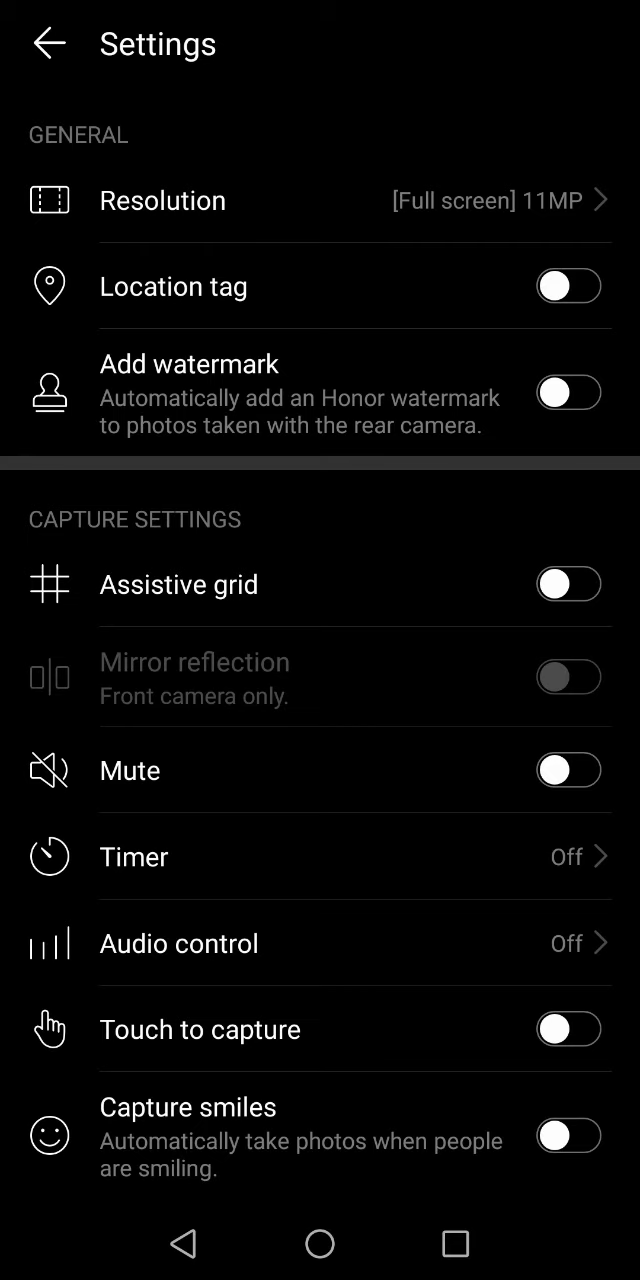 Settings
GENERAL
Resolution [Full screen] 11MP
Location tag
Add watermark
Automatically add an Honor watermark
to photos taken with the rear camera.
CAPTURE SETTINGS
Assistive grid
Mirror reflection
Front camera only.
Mute
Timer Off
Audio control Off
Touch to capture
Capture smiles
Automatically take photos when people
are smiling.